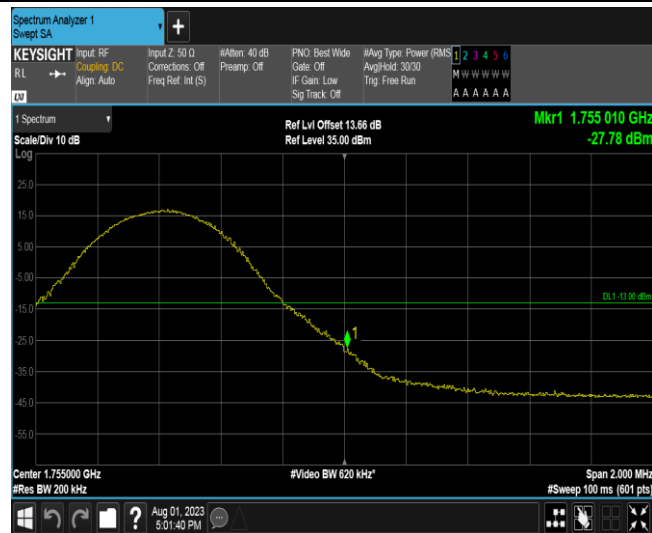 Spectrum Analyzer 1
Swept SA
+
KEYSIGHT
RL
LXI
Input: RF
Coupling: DC
Align: Auto
Input Z: 50 Ω
Corrections: Off
Freq Ref: Int (S)
#Atten: 40 dB
Preamp: Off
PNO: Best Wide
Gate: Off
IF Gain: Low
Sig Track: Off
#Avg Type: Power (RMS
Avg|Hold: 30/30
Trig: Free Run
1 2 3 4 5 6
M W W W W W
A A A A A A
1 Spectrum
Scale/Div 10 dB
Log
Ref Lvl Offset 13.66 dB
Ref Level 35.00 dBm
Mkr1 1.755 010 GHz
-27.78 dBm
25.0
15.0
5.00
-5.00
-15.0
-25.0
-35.0
-45.0
-55.0
DL1 -13.00 dBm
1
Center 1.755000 GHz
#Res BW 200 kHz
#Video BW 620 kHz*
Span 2.000 MHz
#Sweep 100 ms (601 pts)
?
Aug 01, 2023
5:01:40 PM